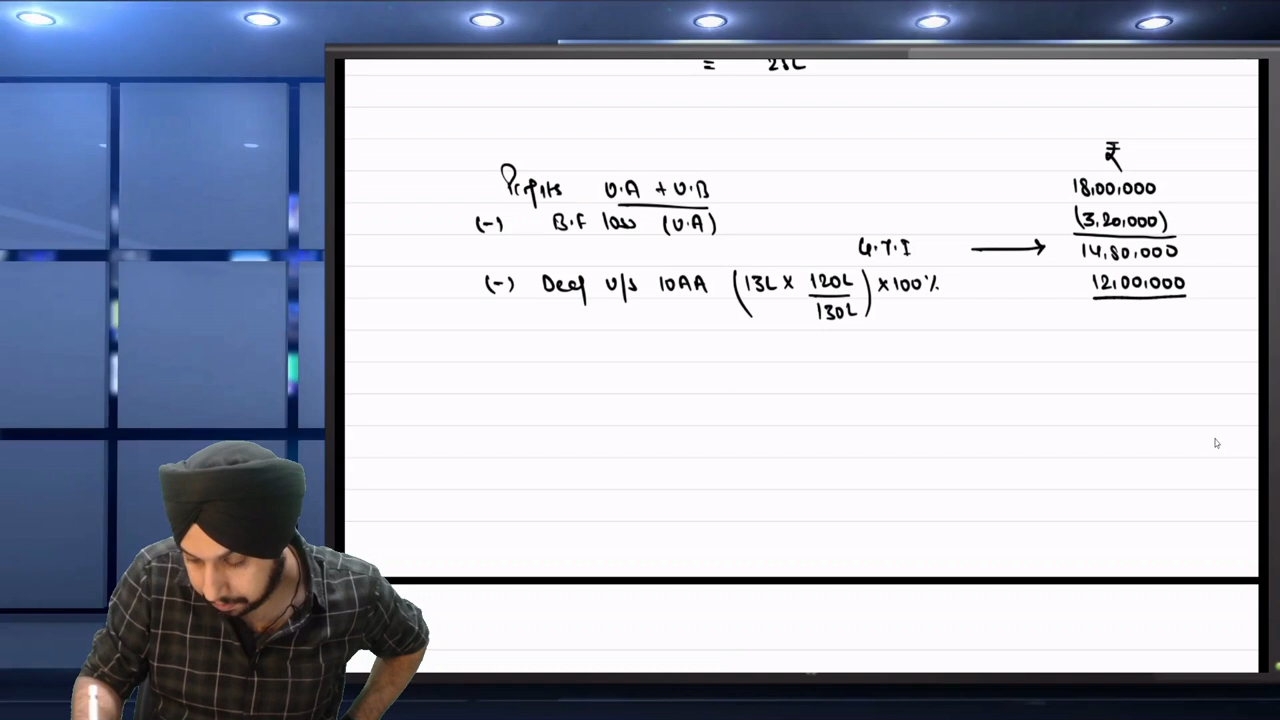 = 25L
₹
Profits U.A + U.B 18,00,000
(-) B.F loss (U.A) (3,20,000)
G.T.I → 14,80,000
(-) Ded U/s 10AA (13L × 120L / 130L) × 100% 12,00,000